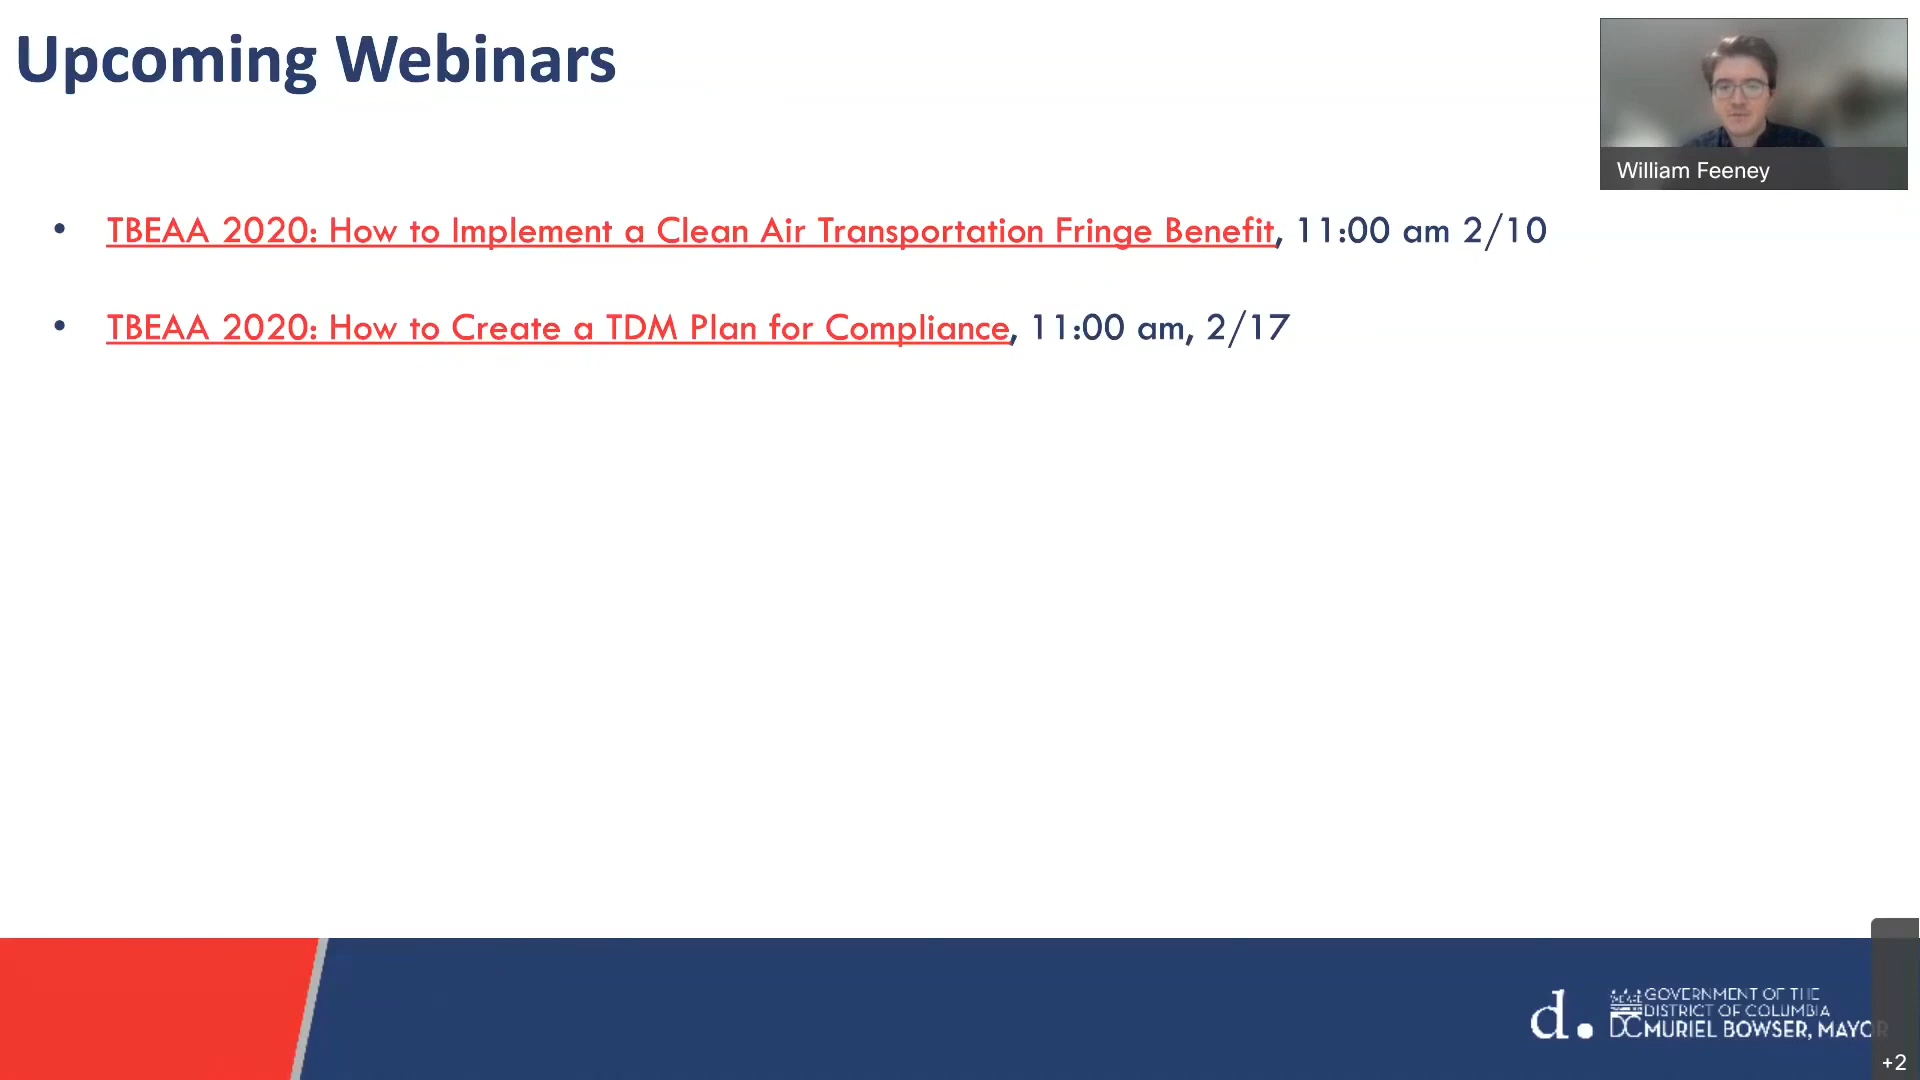 Upcoming Webinars
William Feeney
• TBEAA 2020: How to Implement a Clean Air Transportation Fringe Benefit, 11:00 am 2/10
• TBEAA 2020: How to Create a TDM Plan for Compliance, 11:00 am, 2/17
d.
GOVERNMENT OF THE
DISTRICT OF COLUMBIA
DC MURIEL BOWSER, MAYOR
+2